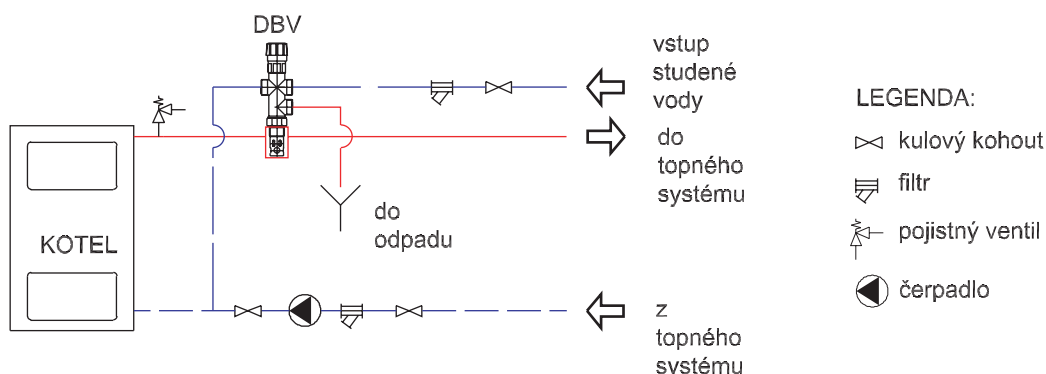 DBV
vstup
studené
vody
do
topného
systému
do
odpadu
KOTEL
z
topného
systému
LEGENDA:
kulový kohout
filtr
pojistný ventil
čerpadlo